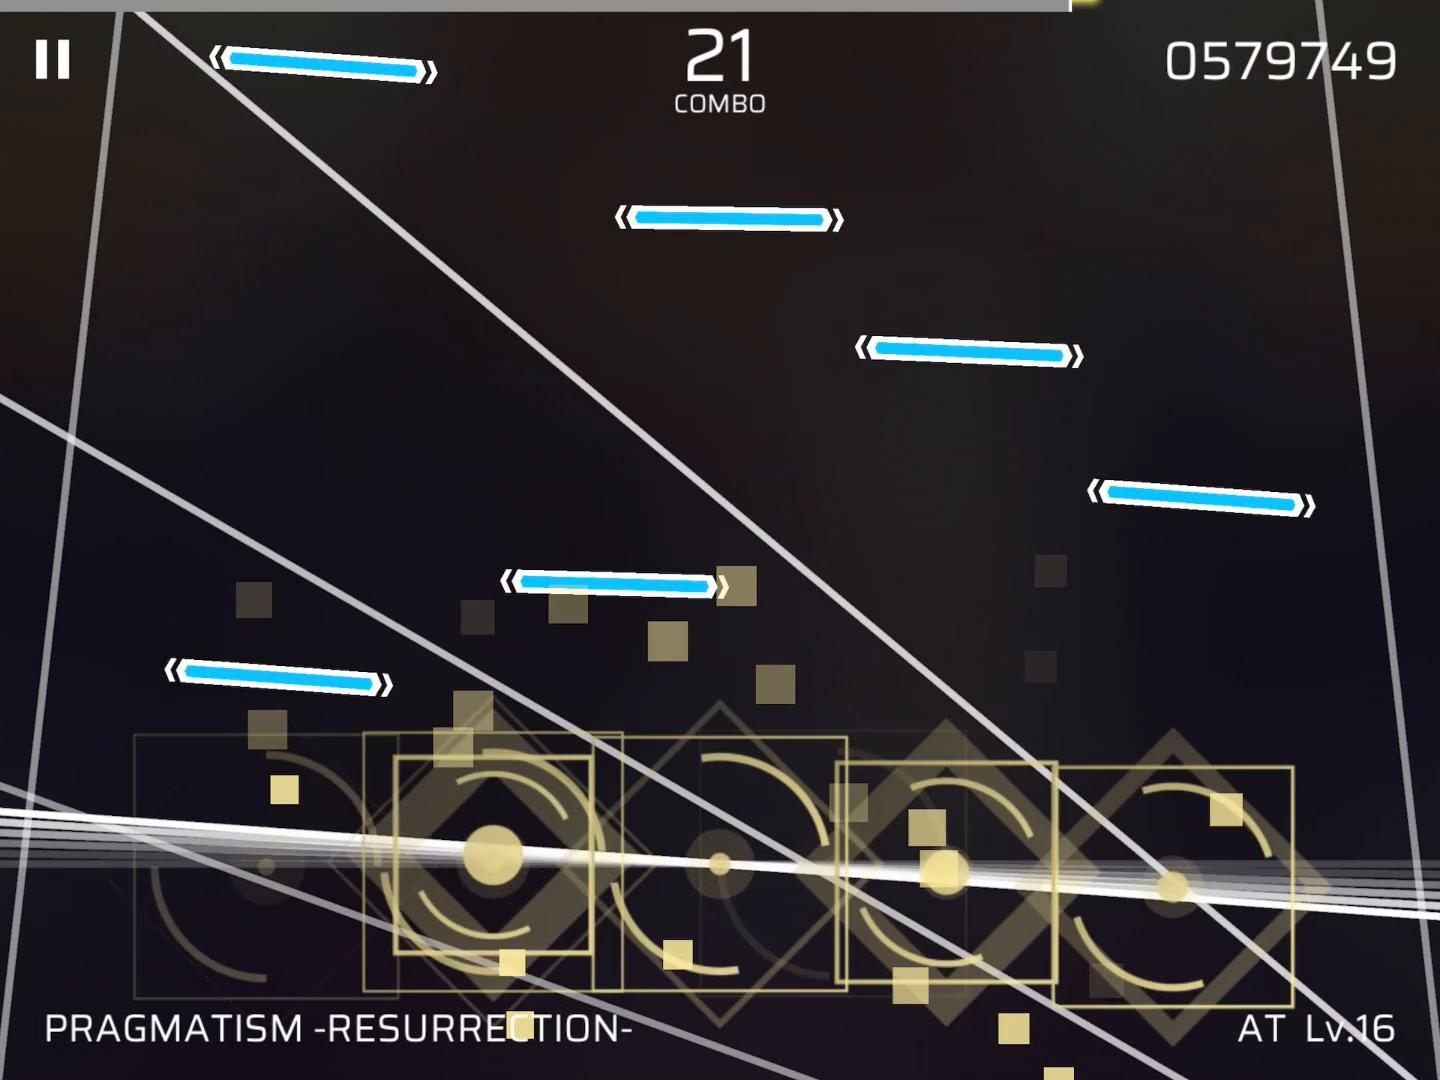 21
COMBO
0579749
PRAGMATISM -RESURRECTION-
AT Lv.16